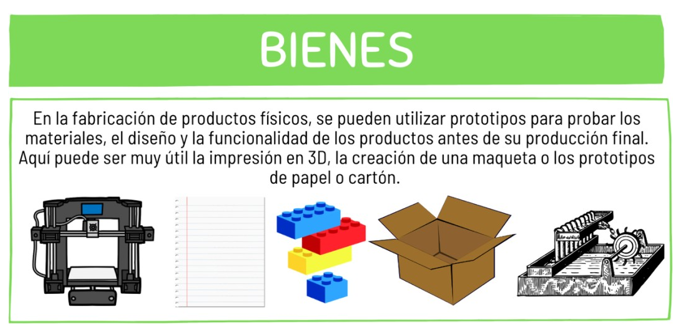 BIENES
En la fabricación de productos físicos, se pueden utilizar prototipos para probar los
materiales, el diseño y la funcionalidad de los productos antes de su producción final.
Aquí puede ser muy útil la impresión en 3D, la creación de una maqueta o los prototipos
de papel o cartón.